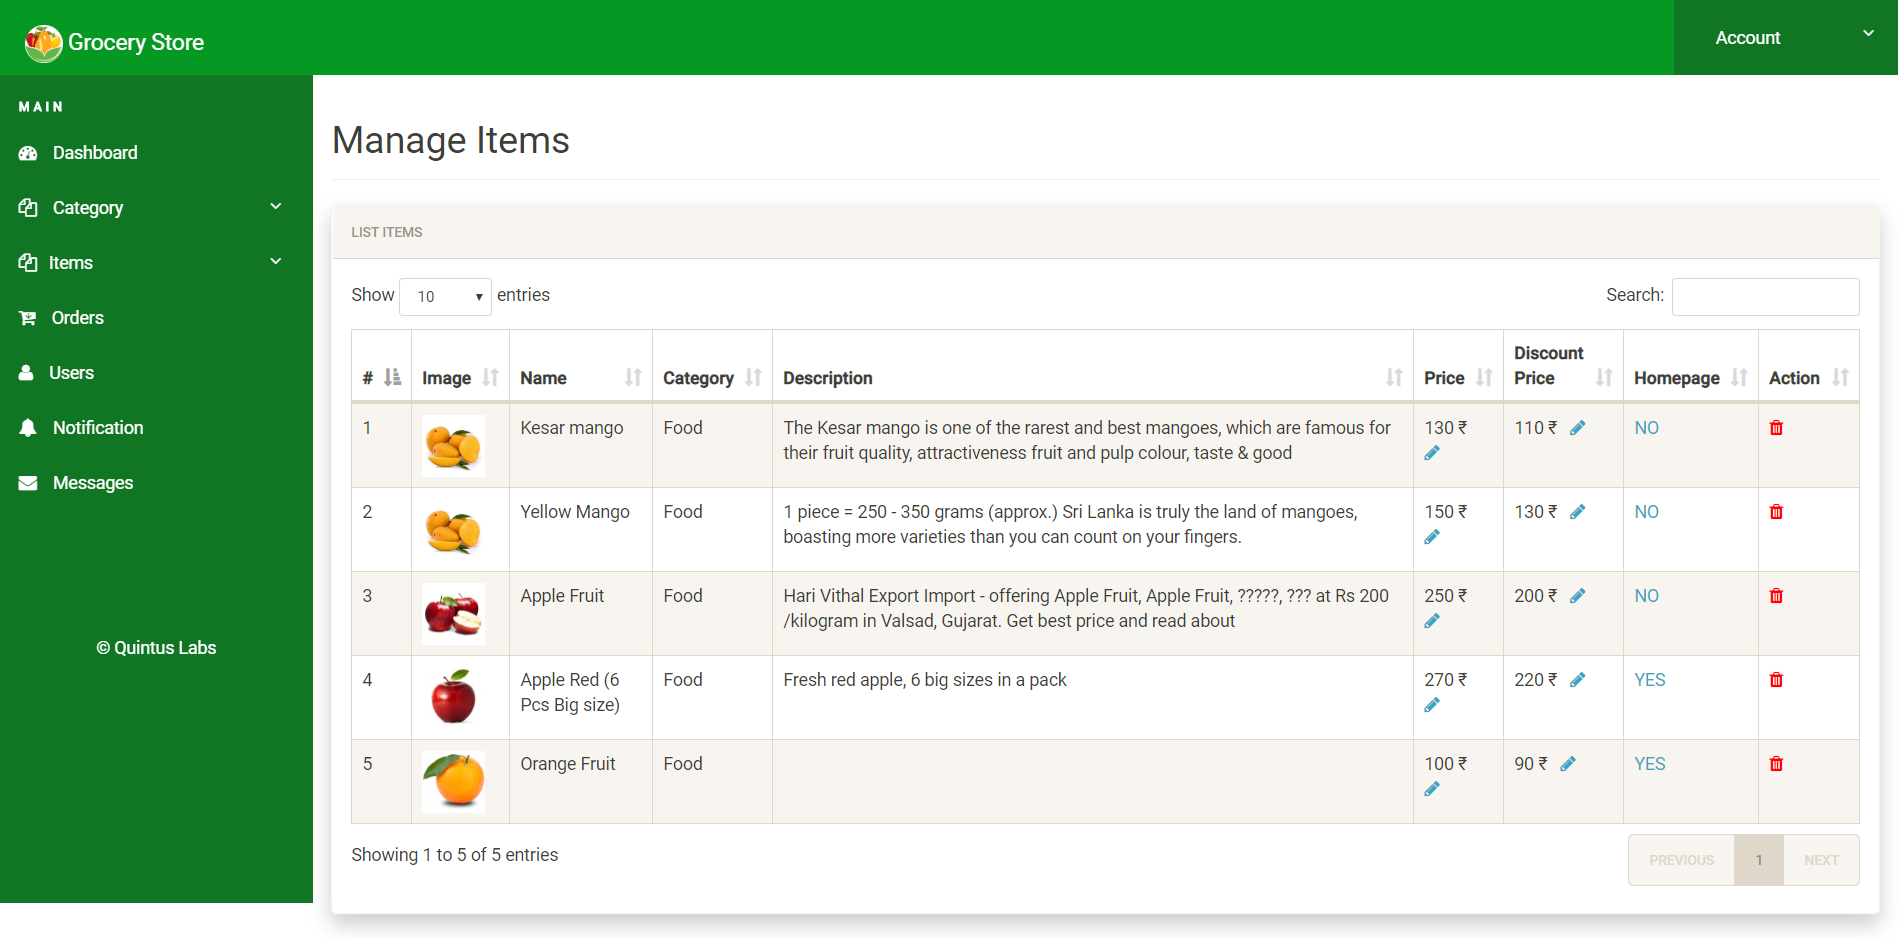 Grocery Store
Account
MAIN
Dashboard
Category
Items
Orders
Users
Notification
Messages
© Quintus Labs
Manage Items
LIST ITEMS
Show 10 entries
Search:
# Image Name Category Description Price Discount Price Homepage Action
1 Kesar mango Food The Kesar mango is one of the rarest and best mangoes, which are famous for 130 ₹ 110 ₹ NO
their fruit quality, attractiveness fruit and pulp colour, taste & good
2 Yellow Mango Food 1 piece = 250 - 350 grams (approx.) Sri Lanka is truly the land of mangoes, 150 ₹ 130 ₹ NO
boasting more varieties than you can count on your fingers.
3 Apple Fruit Food Hari Vithal Export Import - offering Apple Fruit, Apple Fruit, ?????, ??? at Rs 200 250 ₹ 200 ₹ NO
/kilogram in Valsad, Gujarat. Get best price and read about
4 Apple Red (6 Food Fresh red apple, 6 big sizes in a pack 270 ₹ 220 ₹ YES
Pcs Big size)
5 Orange Fruit Food 100 ₹ 90 ₹ YES
Showing 1 to 5 of 5 entries
PREVIOUS 1 NEXT